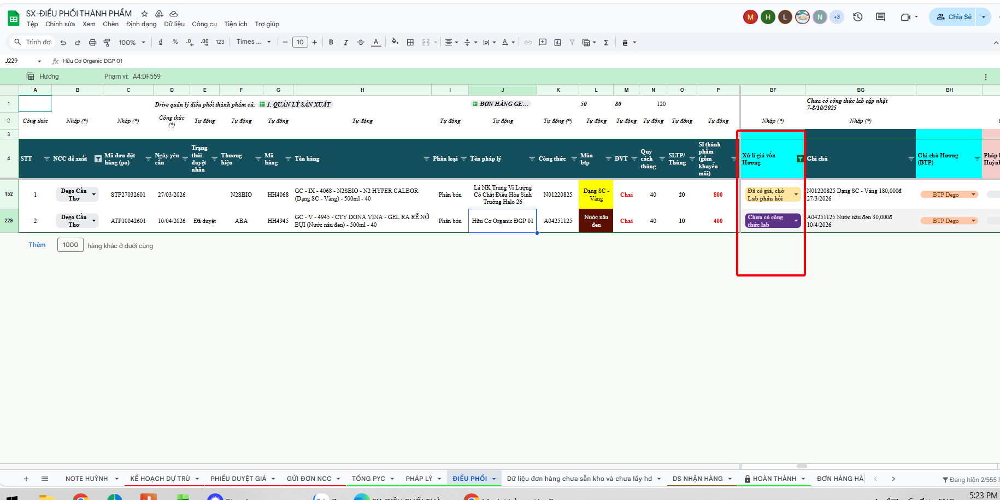 SX-ĐIỀU PHỐI THÀNH PHẨM
Tệp Chỉnh sửa Xem Chèn Định dạng Dữ liệu Công cụ Tiện ích Trợ giúp
M H L N +3
Chia Sẻ
Trình đơn 100% đ % .0 .00 123 Times ... 10 B I A
J229 fx Hữu Cơ Organic ĐGP 01
Hương Phạm vi: A4:DF559
A B C D E F G H I J K L M N O P BF BG BH
1 Drive quản lý điều phối thành phẩm cũ: 1. QUẢN LÝ SẢN XUẤT ĐƠN HÀNG GE... 50 80 120
Chưa có công thức lab cập nhật
7-8/10/2025
2 Công thức Nhập (*) Nhập (*) Công thức (*) Tự động Tự động Tự động Tự động Tự động Tự động Tự động (*) Tự động Tự động Tự động Tự động Tự động Nhập (*) Nhập (*)
3
4 STT NCC đề xuất Mã đơn đặt hàng (po) Ngày yêu cầu Trạng thái duyệt nhãn Thương hiệu Mã hàng Tên hàng Phân loại Tên pháp lý Công thức Màu btp ĐVT Quy cách thùng SLTP/ Thùng Sl thành phẩm (gồm khuyến mãi) Xử lí giá vốn Hương Ghi chú Ghi chú Hương (BTP)
152 1 Dego Cần Thơ STP27032601 27/03/2026 N2SBIO HH4068 GC - IX - 4068 - N2SBIO - N2 HYPER CALBOR (Dạng SC - Vàng) - 500ml - 40 Phân bón Lá NK Trung Vi Lượng Có Chất Điều Hòa Sinh Trưởng Halo 26 N01220825 Dạng SC - Vàng Chai 40 20 800 Đã có giá, chờ Lab phản hồi N01220825 Dạng SC - Vàng 180,000đ 27/3/2026 BTP Dego
229 2 Dego Cần Thơ ATP10042601 10/04/2026 Đã duyệt ABA HH4945 GC - V - 4945 - CTY DONA VINA - GEL RA RỄ NỞ BỤI (Nước nâu đen) - 500ml - 40 Phân bón Hữu Cơ Organic ĐGP 01 A04251125 Nước nâu đen Chai 40 10 400 Chưa có công thức lab A04251125 Nước nâu đen 30,000đ 10/4/2026 BTP Dego
Thêm 1000 hàng khác ở dưới cùng
NOTE HUỲNH KẾ HOẠCH DỰ TRÙ PHIẾU DUYỆT GIÁ GỬI ĐƠN NCC TỔNG PYC PHÁP LÝ ĐIỀU PHỐI Dữ liệu đơn hàng chưa sẵn kho và chưa lấy hd DS NHẬN HÀNG HOÀN THÀNH ĐƠN HÀNG HÀ
Đang hiện 2/555
5:23 PM